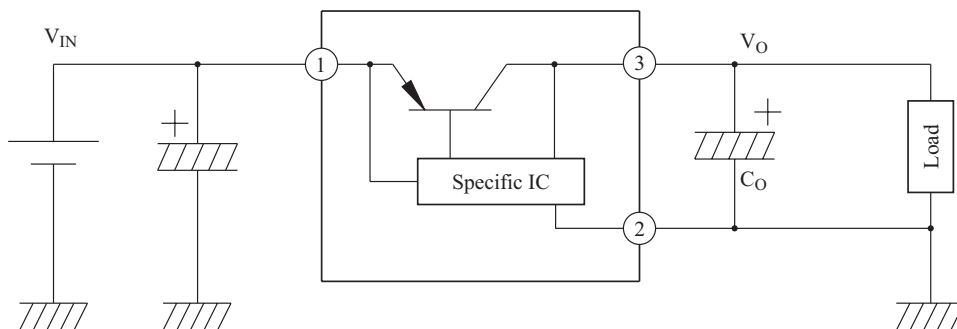 V_IN
1
3
V_O
+
+
Load
Specific IC
C_O
2